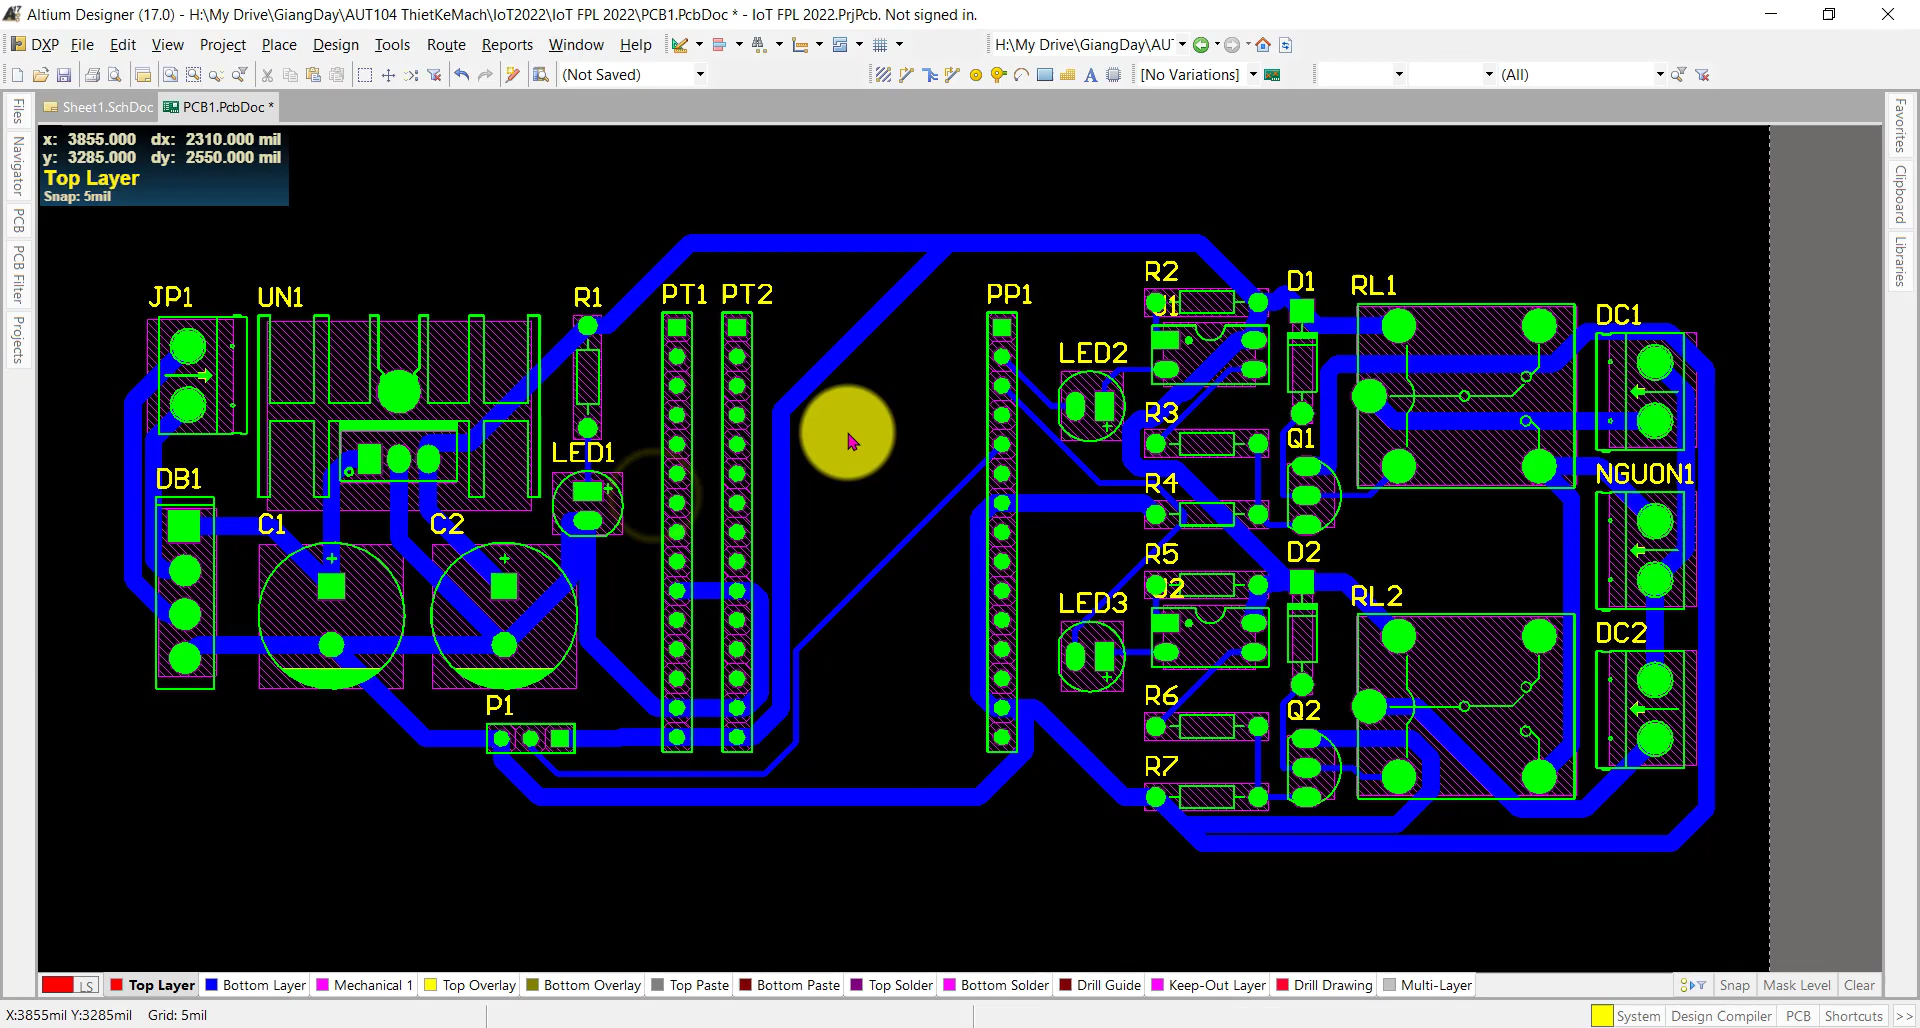 Altium Designer (17.0) - H:\My Drive\GiangDay\AUT104 ThietKeMach\IoT2022\IoT FPL 2022\PCB1.PcbDoc * - IoT FPL 2022.PrjPcb. Not signed in.
DXP File Edit View Project Place Design Tools Route Reports Window Help H:\My Drive\GiangDay\AU
(Not Saved) [No Variations] (All)
Sheet1.SchDoc PCB1.PcbDoc *
Files
Navigator
PCB
PCB Filter
Projects
Favorites
Clipboard
Libraries
x: 3855.000 dx: 2310.000 mil
y: 3285.000 dy: 2550.000 mil
Top Layer
Snap: 5mil
R2 D1 RL1
JP1 UN1 R1 PT1 PT2 PP1 J1 DC1
LED2
R3
LED1 Q1
DB1 R4 NGUON1
C1 C2
R5 D2
LED3 J2 RL2
DC2
P1 R6 Q2
R7
LS Top Layer Bottom Layer Mechanical 1 Top Overlay Bottom Overlay Top Paste Bottom Paste Top Solder Bottom Solder Drill Guide Keep-Out Layer Drill Drawing Multi-Layer Snap Mask Level Clear
X:3855mil Y:3285mil Grid: 5mil System Design Compiler PCB Shortcuts >>